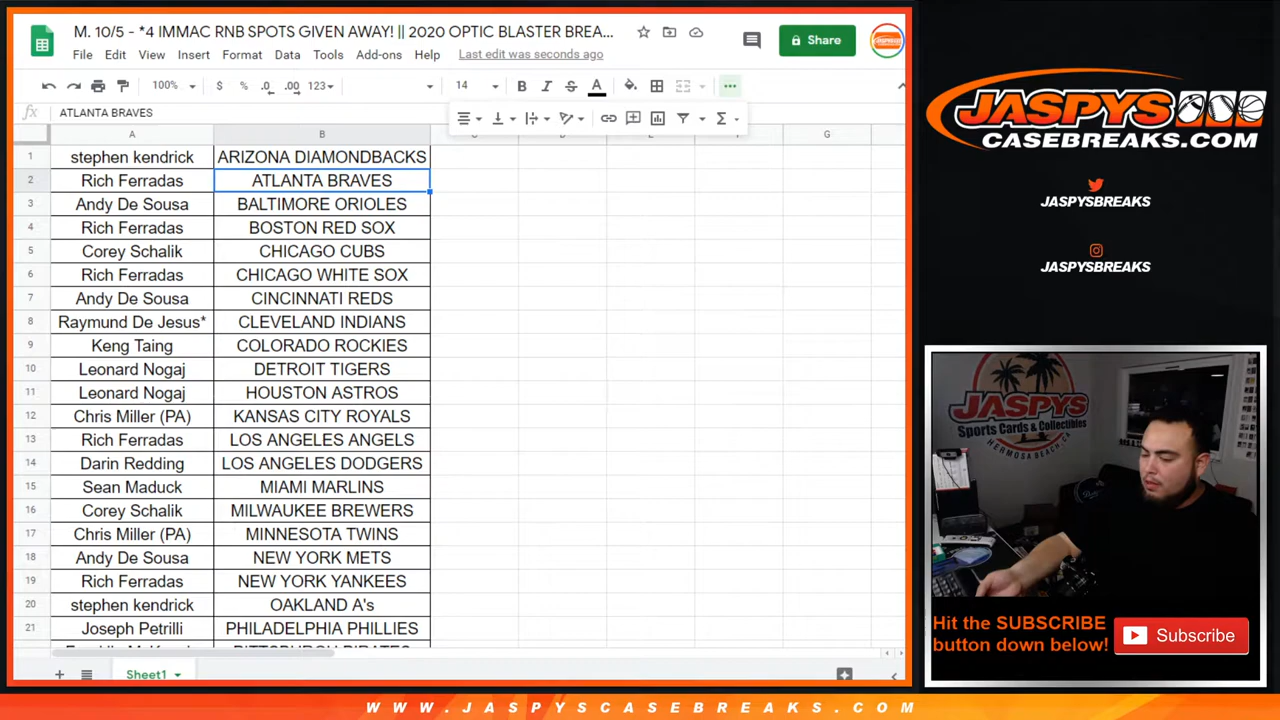 M. 10/5 - *4 IMMAC RNB SPOTS GIVEN AWAY! || 2020 OPTIC BLASTER BREA...
File Edit View Insert Format Data Tools Add-ons Help Last edit was seconds ago
Share
100% $ % .0 .00 123 14 B I S A
fx ATLANTA BRAVES
A B C D E F G
1 stephen kendrick ARIZONA DIAMONDBACKS
2 Rich Ferradas ATLANTA BRAVES
3 Andy De Sousa BALTIMORE ORIOLES
4 Rich Ferradas BOSTON RED SOX
5 Corey Schalik CHICAGO CUBS
6 Rich Ferradas CHICAGO WHITE SOX
7 Andy De Sousa CINCINNATI REDS
8 Raymund De Jesus* CLEVELAND INDIANS
9 Keng Taing COLORADO ROCKIES
10 Leonard Nogaj DETROIT TIGERS
11 Leonard Nogaj HOUSTON ASTROS
12 Chris Miller (PA) KANSAS CITY ROYALS
13 Rich Ferradas LOS ANGELES ANGELS
14 Darin Redding LOS ANGELES DODGERS
15 Sean Maduck MIAMI MARLINS
16 Corey Schalik MILWAUKEE BREWERS
17 Chris Miller (PA) MINNESOTA TWINS
18 Andy De Sousa NEW YORK METS
19 Rich Ferradas NEW YORK YANKEES
20 stephen kendrick OAKLAND A's
21 Joseph Petrilli PHILADELPHIA PHILLIES
PITTSBURGH PIRATES
Sheet1
JASPYS
CASEBREAKS.COM
JASPYSBREAKS
JASPYSBREAKS
JASPYS
Sports Cards & Collectibles
HERMOSA BEACH, CA
Hit the SUBSCRIBE
button down below!
Subscribe
WWW.JASPYSCASEBREAKS.COM